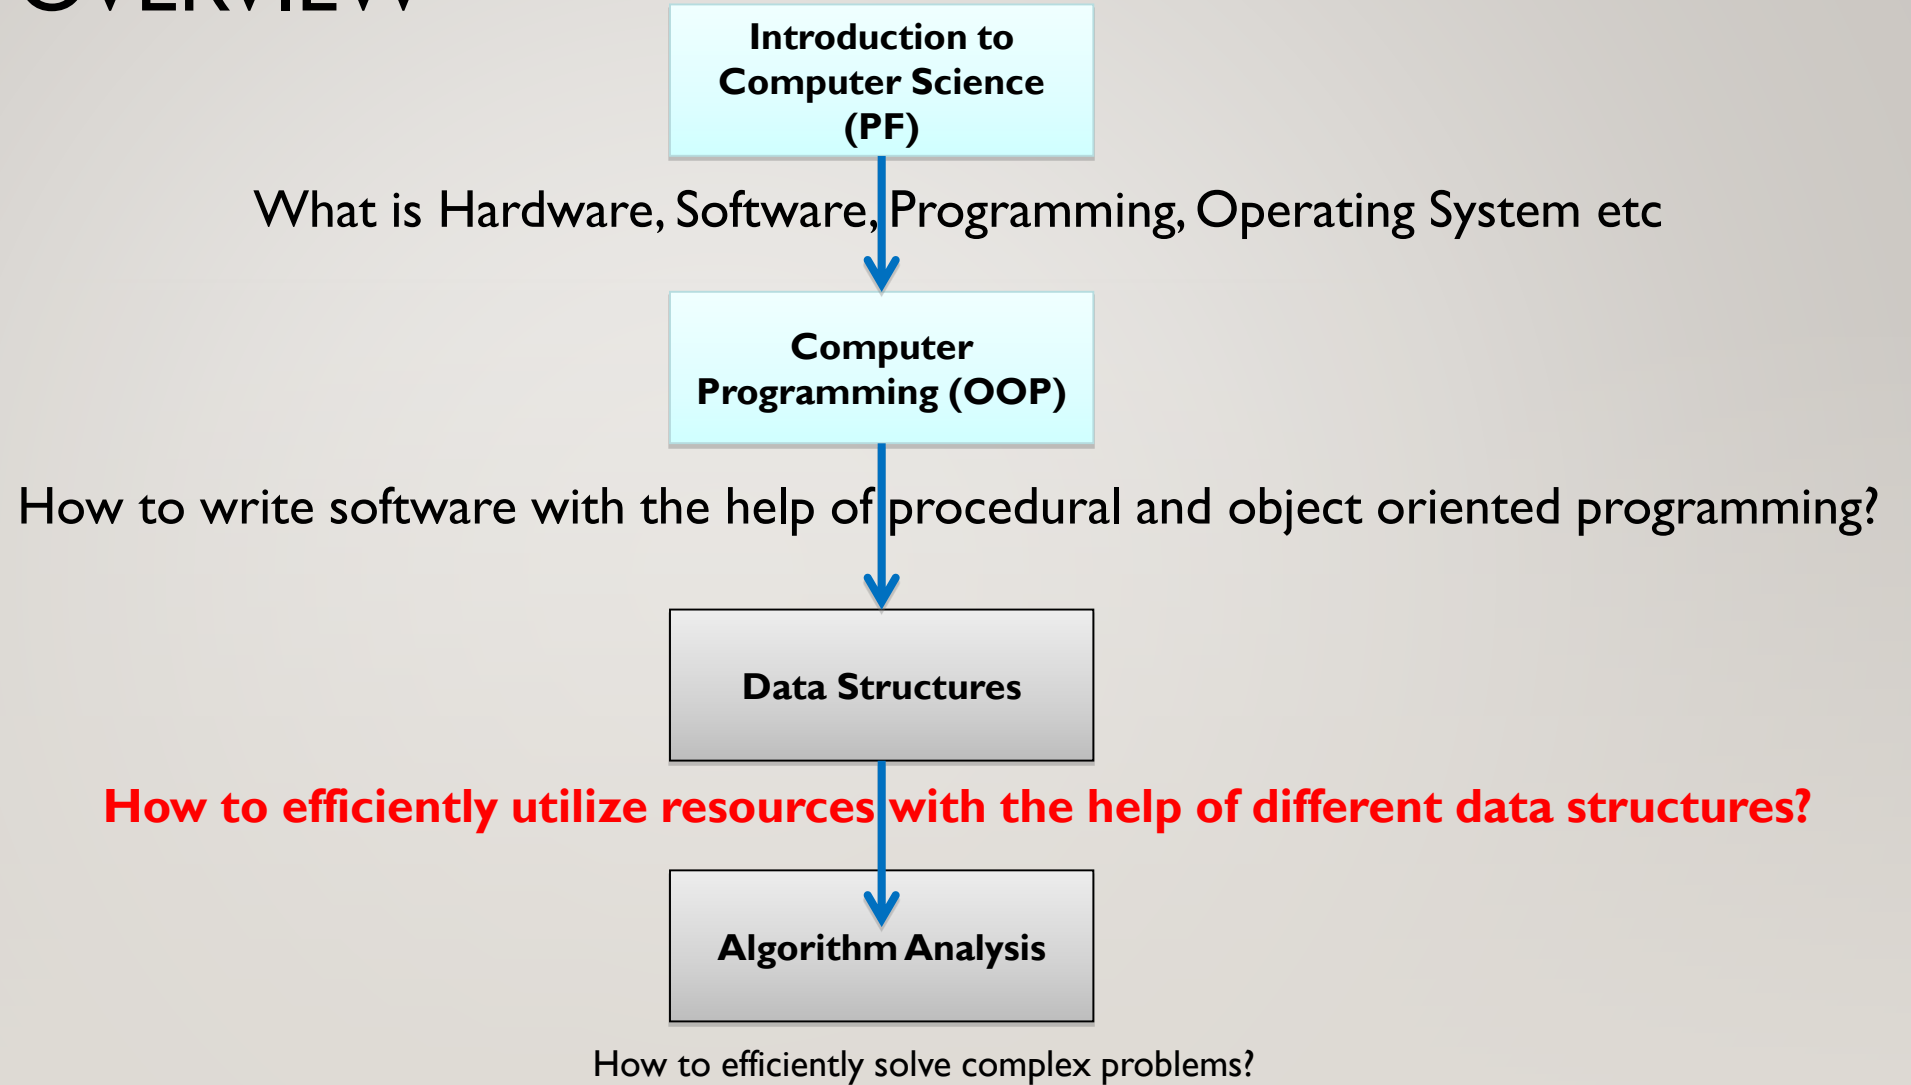 OVERVIEW
Introduction to
Computer Science
(PF)
What is Hardware, Software, Programming, Operating System etc
Computer
Programming (OOP)
How to write software with the help of procedural and object oriented programming?
Data Structures
How to efficiently utilize resources with the help of different data structures?
Algorithm Analysis
How to efficiently solve complex problems?